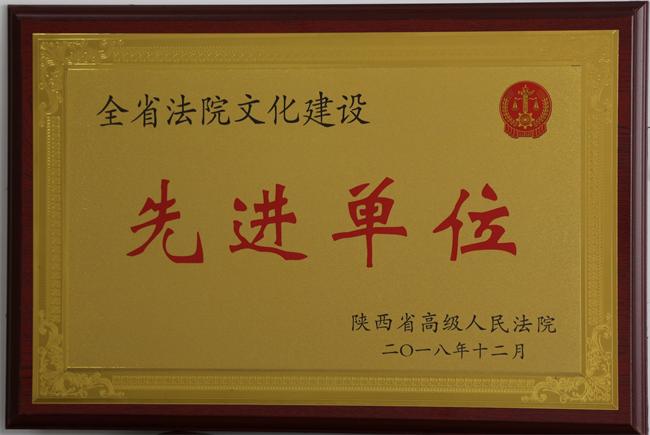 全省法院文化建设
先进单位
陕西省高级人民法院
二〇一八年十二月